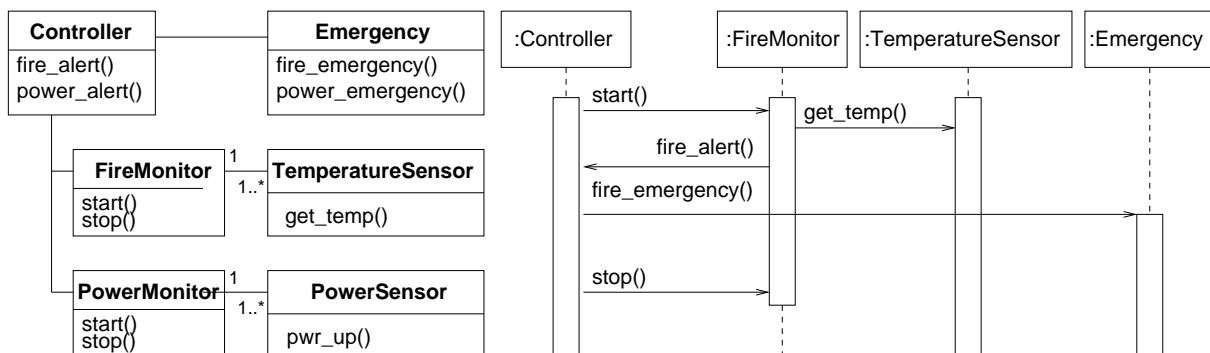 Controller
fire_alert()
power_alert()
Emergency
fire_emergency()
power_emergency()
FireMonitor
start()
stop()
1
1..*
TemperatureSensor
get_temp()
PowerMonitor
start()
stop()
1
1..*
PowerSensor
pwr_up()
:Controller
:FireMonitor
:TemperatureSensor
:Emergency
start()
get_temp()
fire_alert()
fire_emergency()
stop()